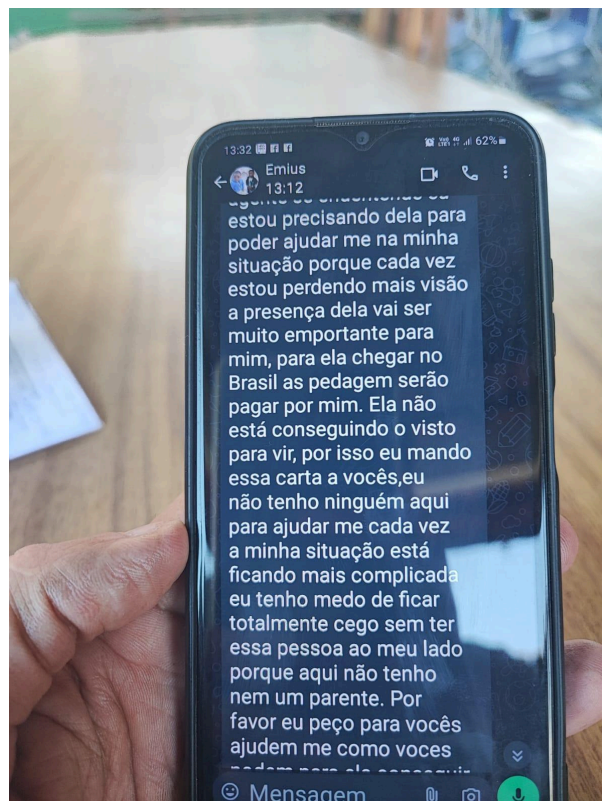 13:32 62%
Emius
13:12
estou precisando dela para
poder ajudar me na minha
situação porque cada vez
estou perdendo mais visão
a presença dela vai ser
muito emportante para
mim, para ela chegar no
Brasil as pedagem serão
pagar por mim. Ela não
está conseguindo o visto
para vir, por isso eu mando
essa carta a vocês,eu
não tenho ninguém aqui
para ajudar me cada vez
a minha situação está
ficando mais complicada
eu tenho medo de ficar
totalmente cego sem ter
essa pessoa ao meu lado
porque aqui não tenho
nem um parente. Por
favor eu peço para vocês
ajudem me como voces
Mensagem